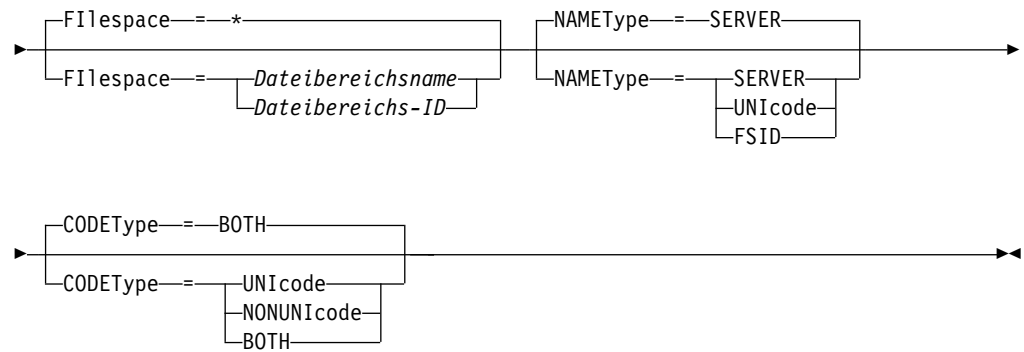 FIlespace = * NAMEType = SERVER
FIlespace = Dateibereichsname NAMEType = SERVER
Dateibereichs-ID UNIcode
FSID
CODEType = BOTH
CODEType = UNIcode
NONUNIcode
BOTH